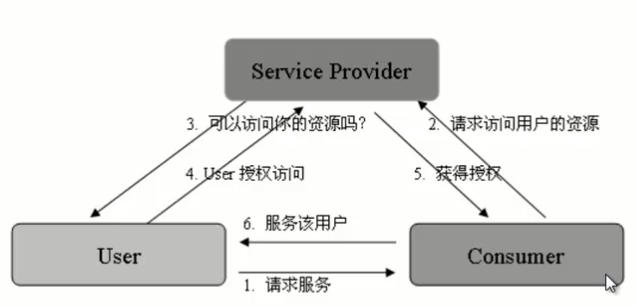 Service Provider
3. 可以访问你的资源吗?
2. 请求访问用户的资源
4. User 授权访问
5. 获得授权
6. 服务该用户
User
Consumer
1. 请求服务